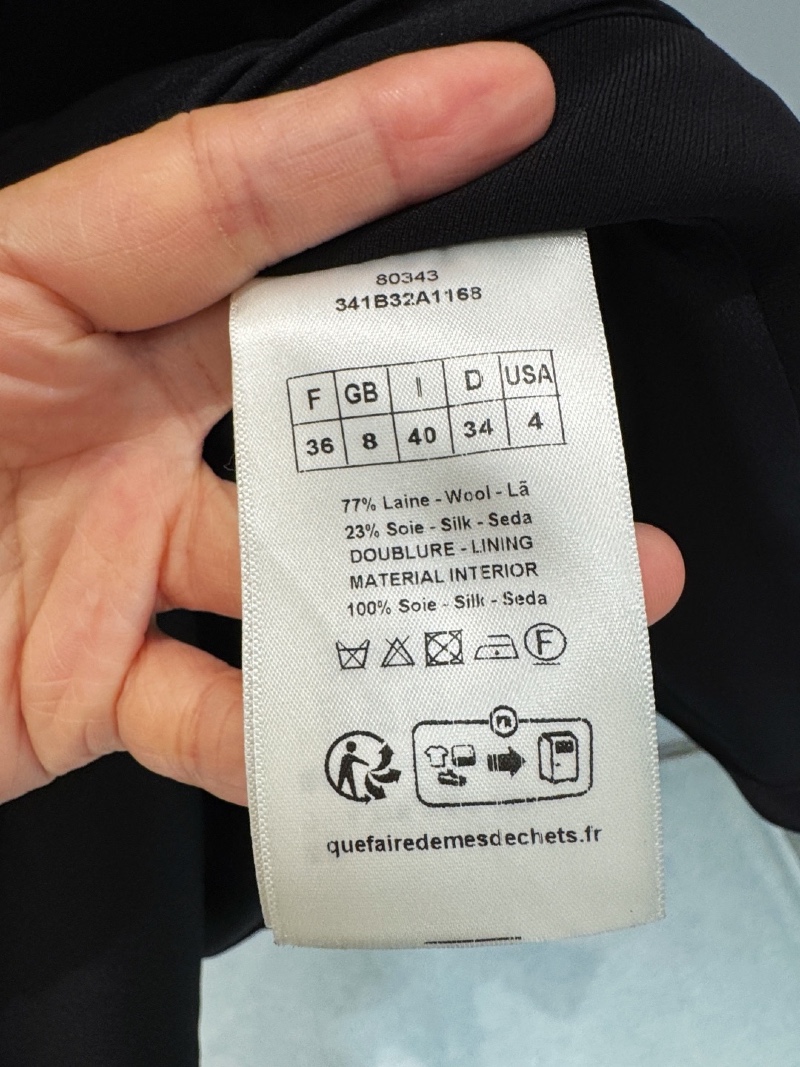 80343
341B32A1168
F GB I D USA
36 8 40 34 4
77% Laine - Wool - Lã
23% Soie - Silk - Seda
DOUBLURE - LINING
MATERIAL INTERIOR
100% Soie - Silk - Seda
F
FR
quefairedemesdechets.fr